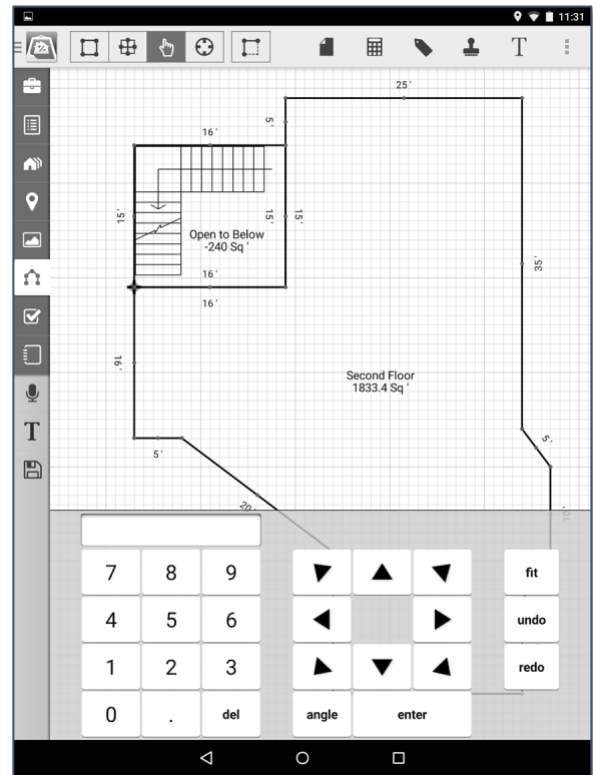 11:31
T
25 '
5 '
16 '
15 '
15 '
15 '
Open to Below
-240 Sq '
16 '
16 '
35 '
16 '
Second Floor
1833.4 Sq '
5 '
5 '
20 '
10 '
T
7 8 9
4 5 6
1 2 3
0 . del
angle enter
fit
undo
redo